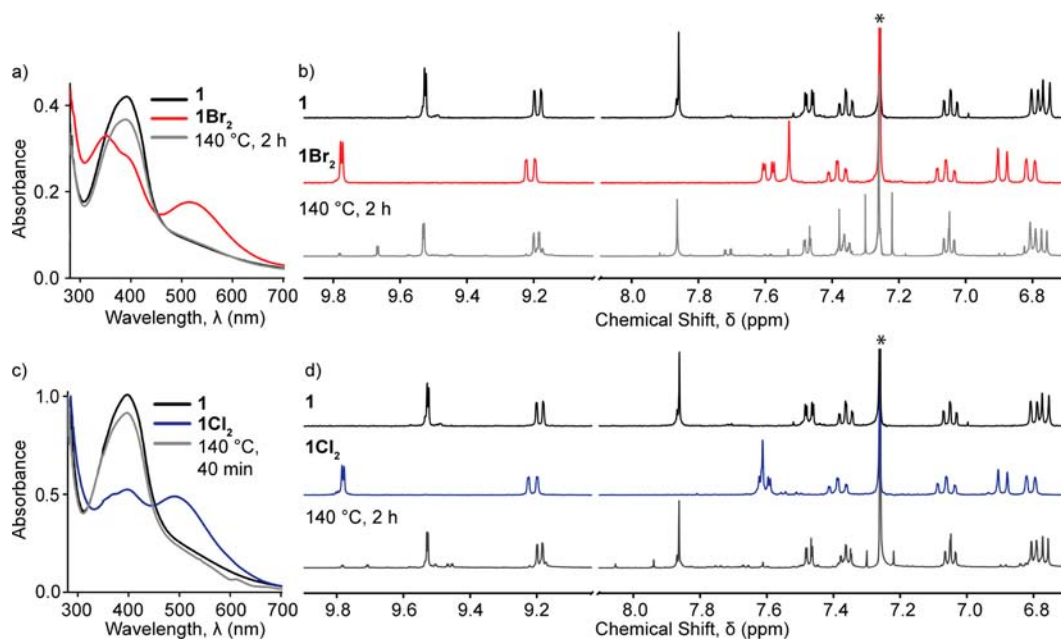 a)
0.4
0.2
0.0
Absorbance
1
1Br₂
140 °C, 2 h
300 400 500 600 700
Wavelength, λ (nm)
b)
*
1
1Br₂
140 °C, 2 h
9.8 9.6 9.4 9.2 8.0 7.8 7.6 7.4 7.2 7.0 6.8
Chemical Shift, δ (ppm)
c)
1.0
0.5
0.0
Absorbance
1
1Cl₂
140 °C,
40 min
300 400 500 600 700
Wavelength, λ (nm)
d)
*
1
1Cl₂
140 °C, 2 h
9.8 9.6 9.4 9.2 8.0 7.8 7.6 7.4 7.2 7.0 6.8
Chemical Shift, δ (ppm)